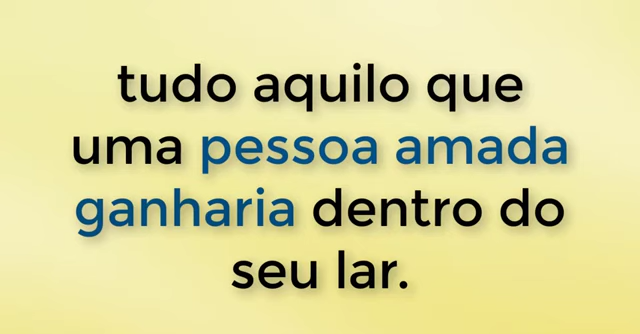 tudo aquilo que
uma pessoa amada
ganharia dentro do
seu lar.